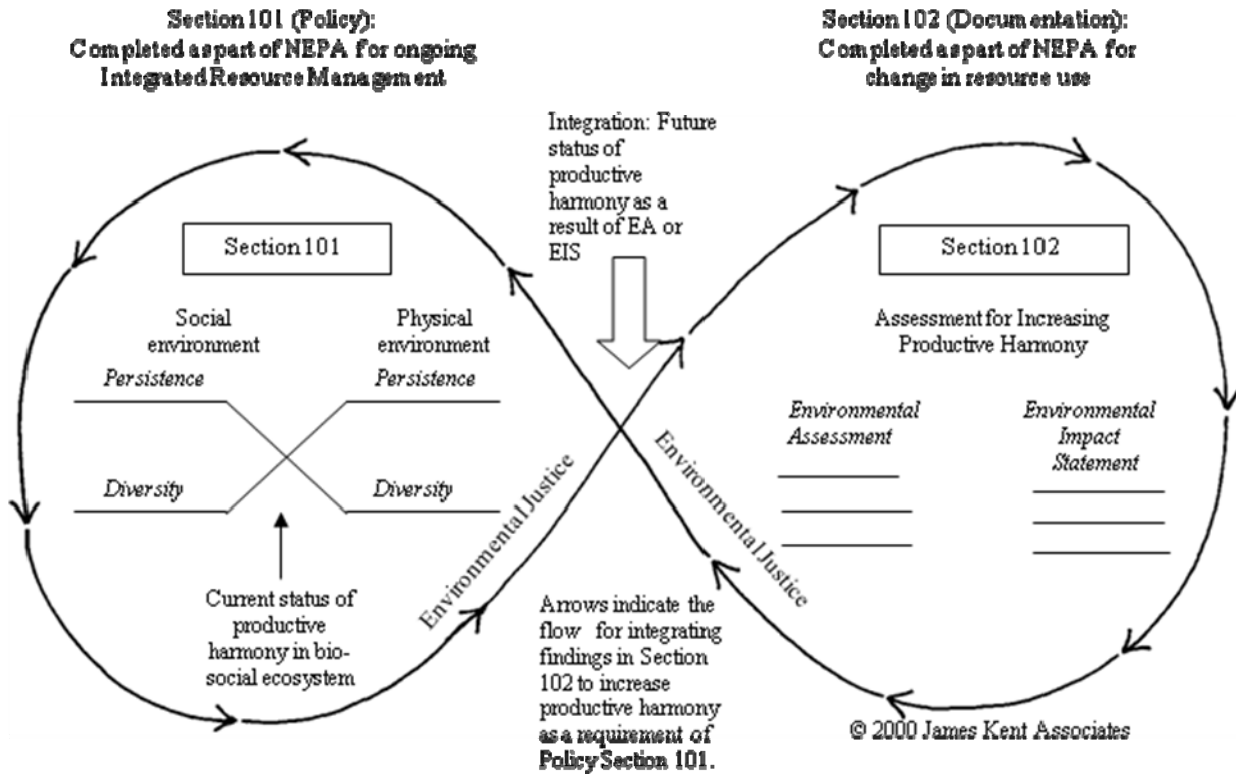 Section 101 (Policy):
Completed as part of NEPA for ongoing
Integrated Resource Management
Section 102 (Documentation):
Completed as part of NEPA for
change in resource use
Integration: Future
status of
productive
harmony as a
result of EA or
EIS
Section 101
Social
environment
Physical
environment
Persistence
Persistence
Diversity
Diversity
Current status of
productive
harmony in bio-
social ecosystem
Environmental Justice
Environmental Justice
Section 102
Assessment for Increasing
Productive Harmony
Environmental
Assessment
Environmental
Impact
Statement
Arrows indicate the
flow for integrating
findings in Section
102 to increase
productive harmony
as a requirement of
Policy Section 101.
© 2000 James Kent Associates